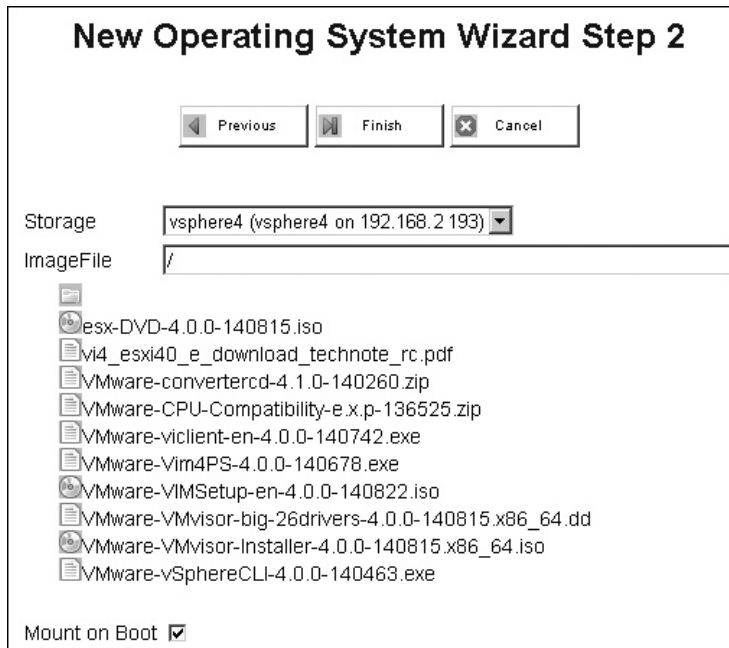 New Operating System Wizard Step 2
Previous Finish Cancel
Storage vsphere4 (vsphere4 on 192.168.2 193)
ImageFile /
esx-DVD-4.0.0-140815.iso
vi4_esxi40_e_download_technote_rc.pdf
VMware-convertercd-4.1.0-140260.zip
VMware-CPU-Compatibility-e.x.p-136525.zip
VMware-viclient-en-4.0.0-140742.exe
VMware-Vim4PS-4.0.0-140678.exe
VMware-VIMSetup-en-4.0.0-140822.iso
VMware-VMvisor-big-26drivers-4.0.0-140815.x86_64.dd
VMware-VMvisor-Installer-4.0.0-140815.x86_64.iso
VMware-vSphereCLI-4.0.0-140463.exe
Mount on Boot